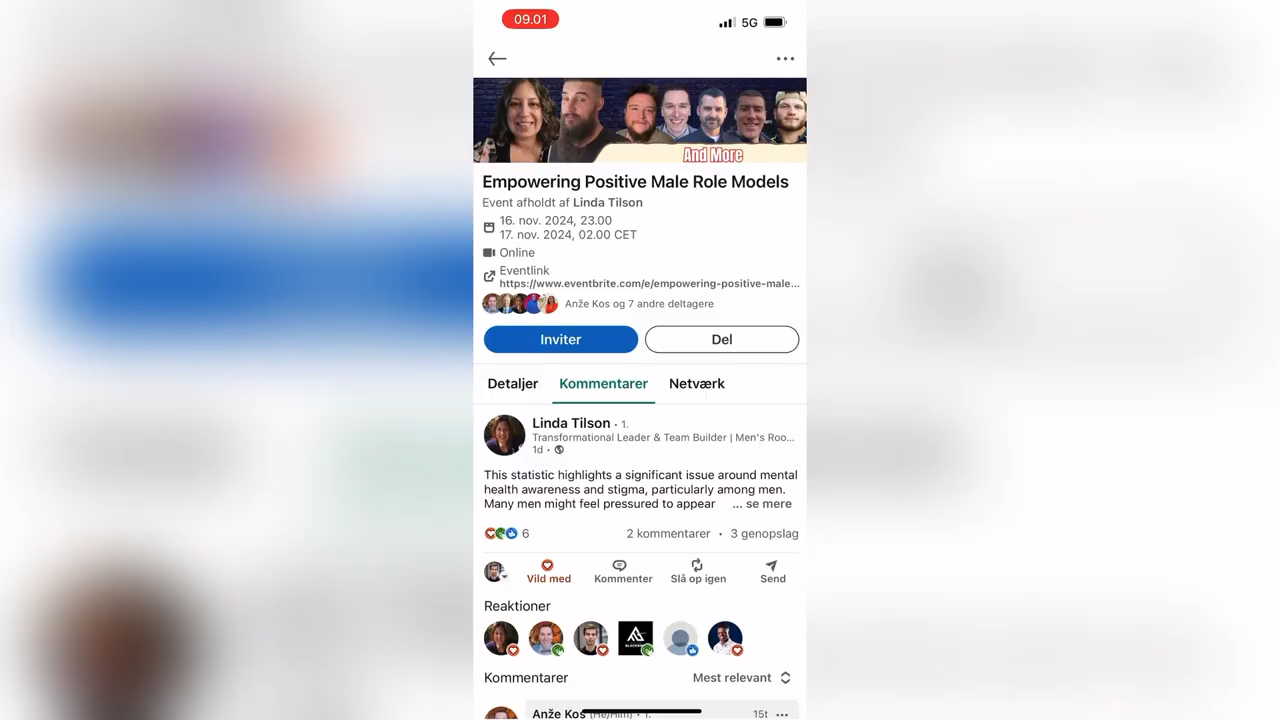 09.01
5G
And More
Empowering Positive Male Role Models
Event afholdt af Linda Tilson
16. nov. 2024, 23.00
17. nov. 2024, 02.00 CET
Online
Eventlink
https://www.eventbrite.com/e/empowering-positive-male...
Anže Kos og 7 andre deltagere
Inviter Del
Detaljer Kommentarer Netværk
Linda Tilson • 1.
Transformational Leader & Team Builder | Men's Roo...
1d •
This statistic highlights a significant issue around mental
health awareness and stigma, particularly among men.
Many men might feel pressured to appear ... se mere
6 2 kommentarer • 3 genopslag
Vild med Kommenter Slå op igen Send
Reaktioner
Kommentarer Mest relevant
Anže Kos (He/Him) • 1. 15t